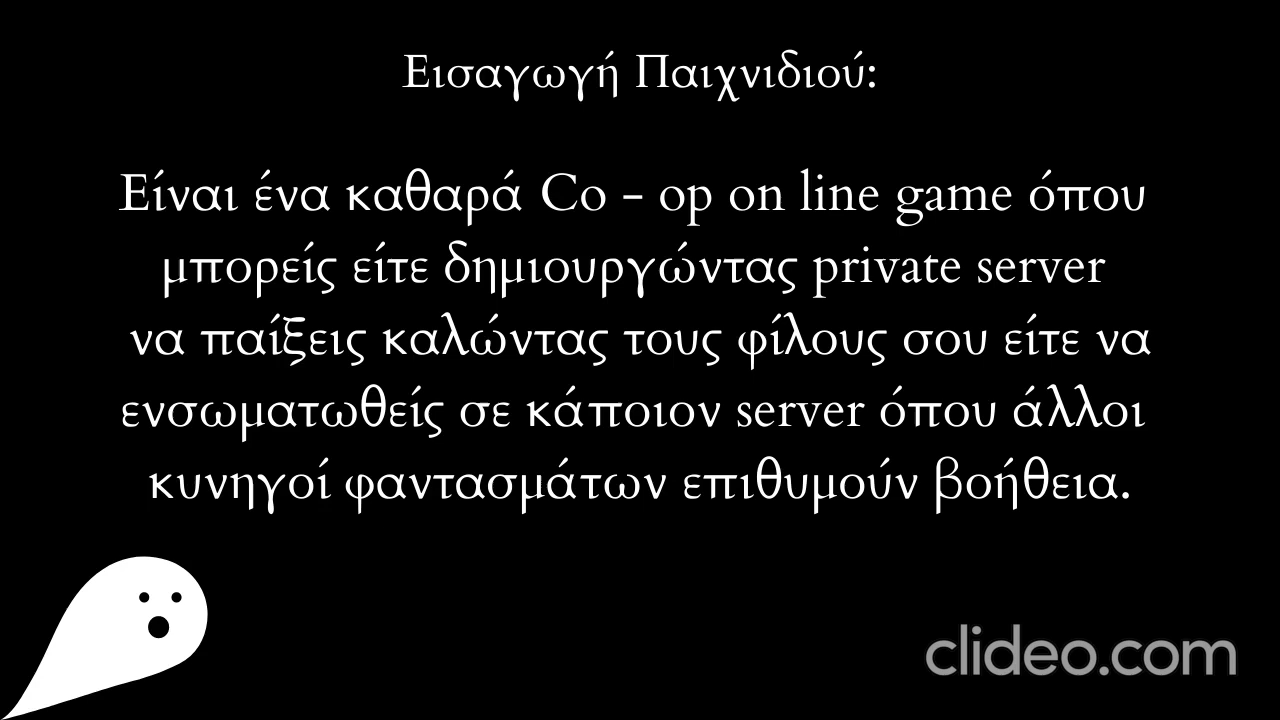 Εισαγωγή Παιχνιδιού:
Είναι ένα καθαρά Co - op on line game όπου
μπορείς είτε δημιουργώντας private server
να παίξεις καλώντας τους φίλους σου είτε να
ενσωματωθείς σε κάποιον server όπου άλλοι
κυνηγοί φαντασμάτων επιθυμούν βοήθεια.
clideo.com